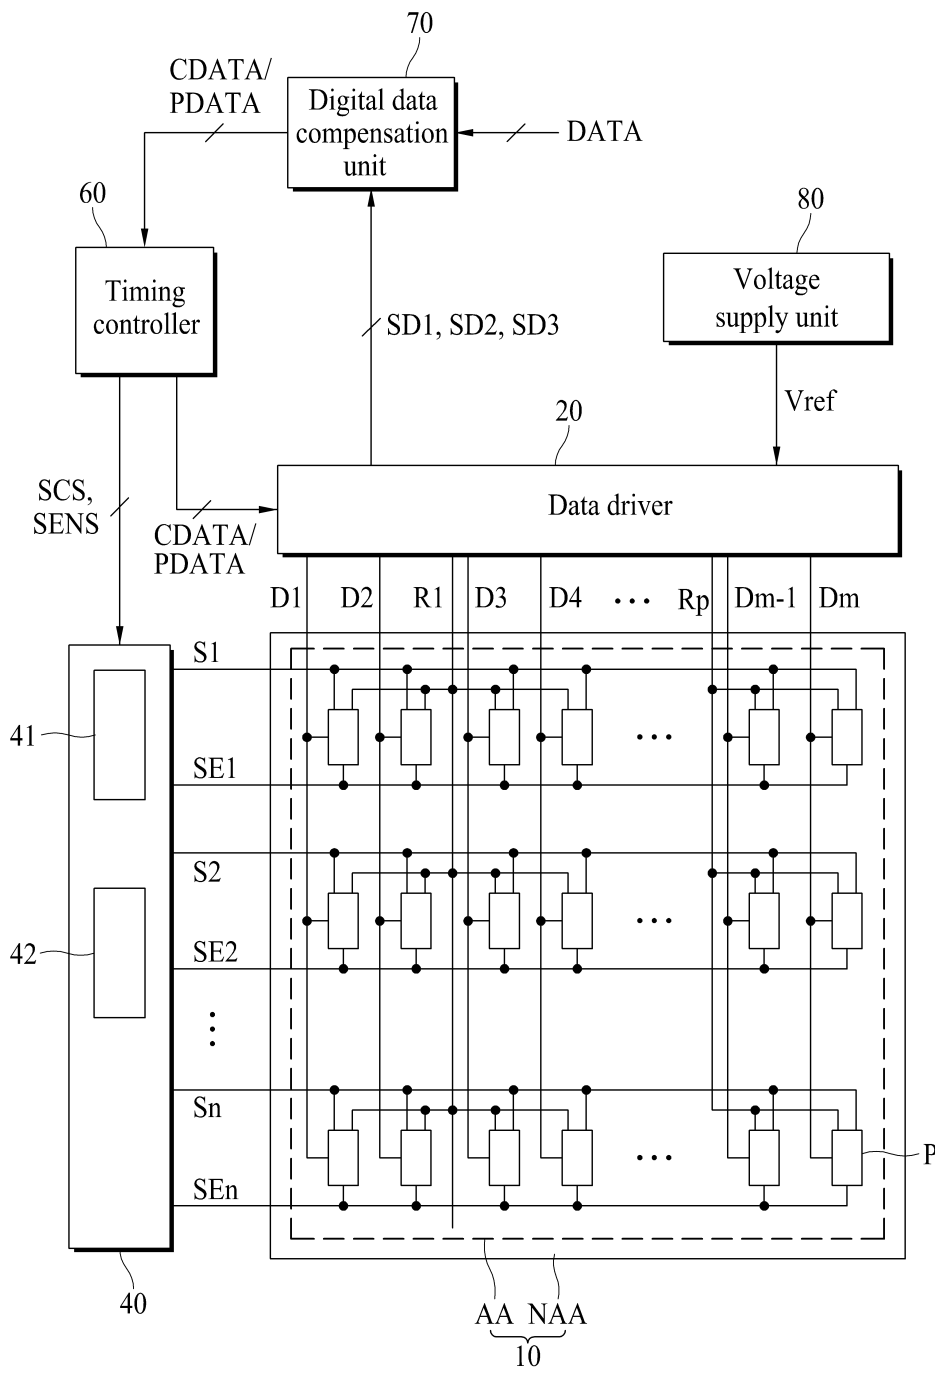 70
CDATA/
PDATA
Digital data
compensation
unit
DATA
60
80
Timing
controller
Voltage
supply unit
SD1, SD2, SD3
Vref
20
SCS,
SENS
CDATA/
PDATA
Data driver
D1 D2 R1 D3 D4 ··· Rp Dm-1 Dm
S1
41
SE1
···
S2
42
SE2
···
Sn
···
P
SEn
40
AA NAA
10